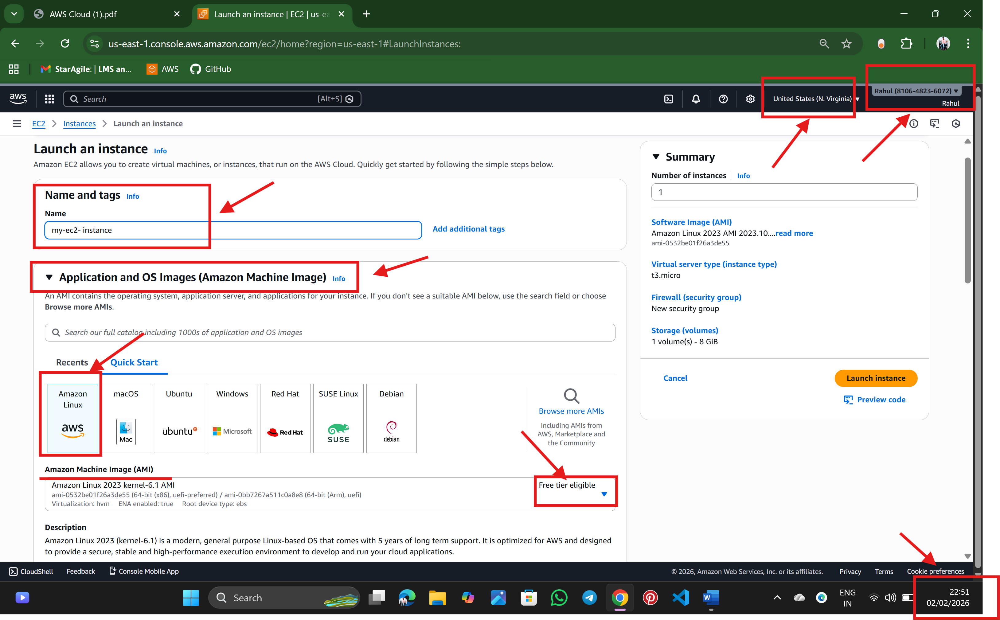 AWS Cloud (1).pdf
Launch an instance | EC2 | us-ea
us-east-1.console.aws.amazon.com/ec2/home?region=us-east-1#LaunchInstances:
StarAgile: | LMS an...
AWS
GitHub
aws
Search
[Alt+S]
United States (N. Virginia)
Rahul (8106-4823-6072)
Rahul
EC2
Instances
Launch an instance
Launch an instance Info
Amazon EC2 allows you to create virtual machines, or instances, that run on the AWS Cloud. Quickly get started by following the simple steps below.
Name and tags Info
Name
my-ec2- instance
Add additional tags
Application and OS Images (Amazon Machine Image) Info
An AMI contains the operating system, application server, and applications for your instance. If you don't see a suitable AMI below, use the search field or choose
Browse more AMIs.
Search our full catalog including 1000s of application and OS images
Recents
Quick Start
Amazon
Linux
aws
macOS
Mac
Ubuntu
ubuntu
Windows
Microsoft
Red Hat
Red Hat
SUSE Linux
SUSE
Debian
debian
Browse more AMIs
Including AMIs from
AWS, Marketplace and
the Community
Amazon Machine Image (AMI)
Amazon Linux 2023 kernel-6.1 AMI
Free tier eligible
ami-0532be01f26a3de55 (64-bit (x86), uefi-preferred) / ami-0bb7267a511c0a8e8 (64-bit (Arm), uefi)
Virtualization: hvm ENA enabled: true Root device type: ebs
Description
Amazon Linux 2023 (kernel-6.1) is a modern, general purpose Linux-based OS that comes with 5 years of long term support. It is optimized for AWS and designed
to provide a secure, stable and high-performance execution environment to develop and run your cloud applications.
Summary
Number of instances Info
1
Software Image (AMI)
Amazon Linux 2023 AMI 2023.10....read more
ami-0532be01f26a3de55
Virtual server type (instance type)
t3.micro
Firewall (security group)
New security group
Storage (volumes)
1 volume(s) - 8 GiB
Cancel
Launch instance
Preview code
CloudShell
Feedback
Console Mobile App
© 2026, Amazon Web Services, Inc. or its affiliates.
Privacy
Terms
Cookie preferences
Search
W
ENG
IN
22:51
02/02/2026